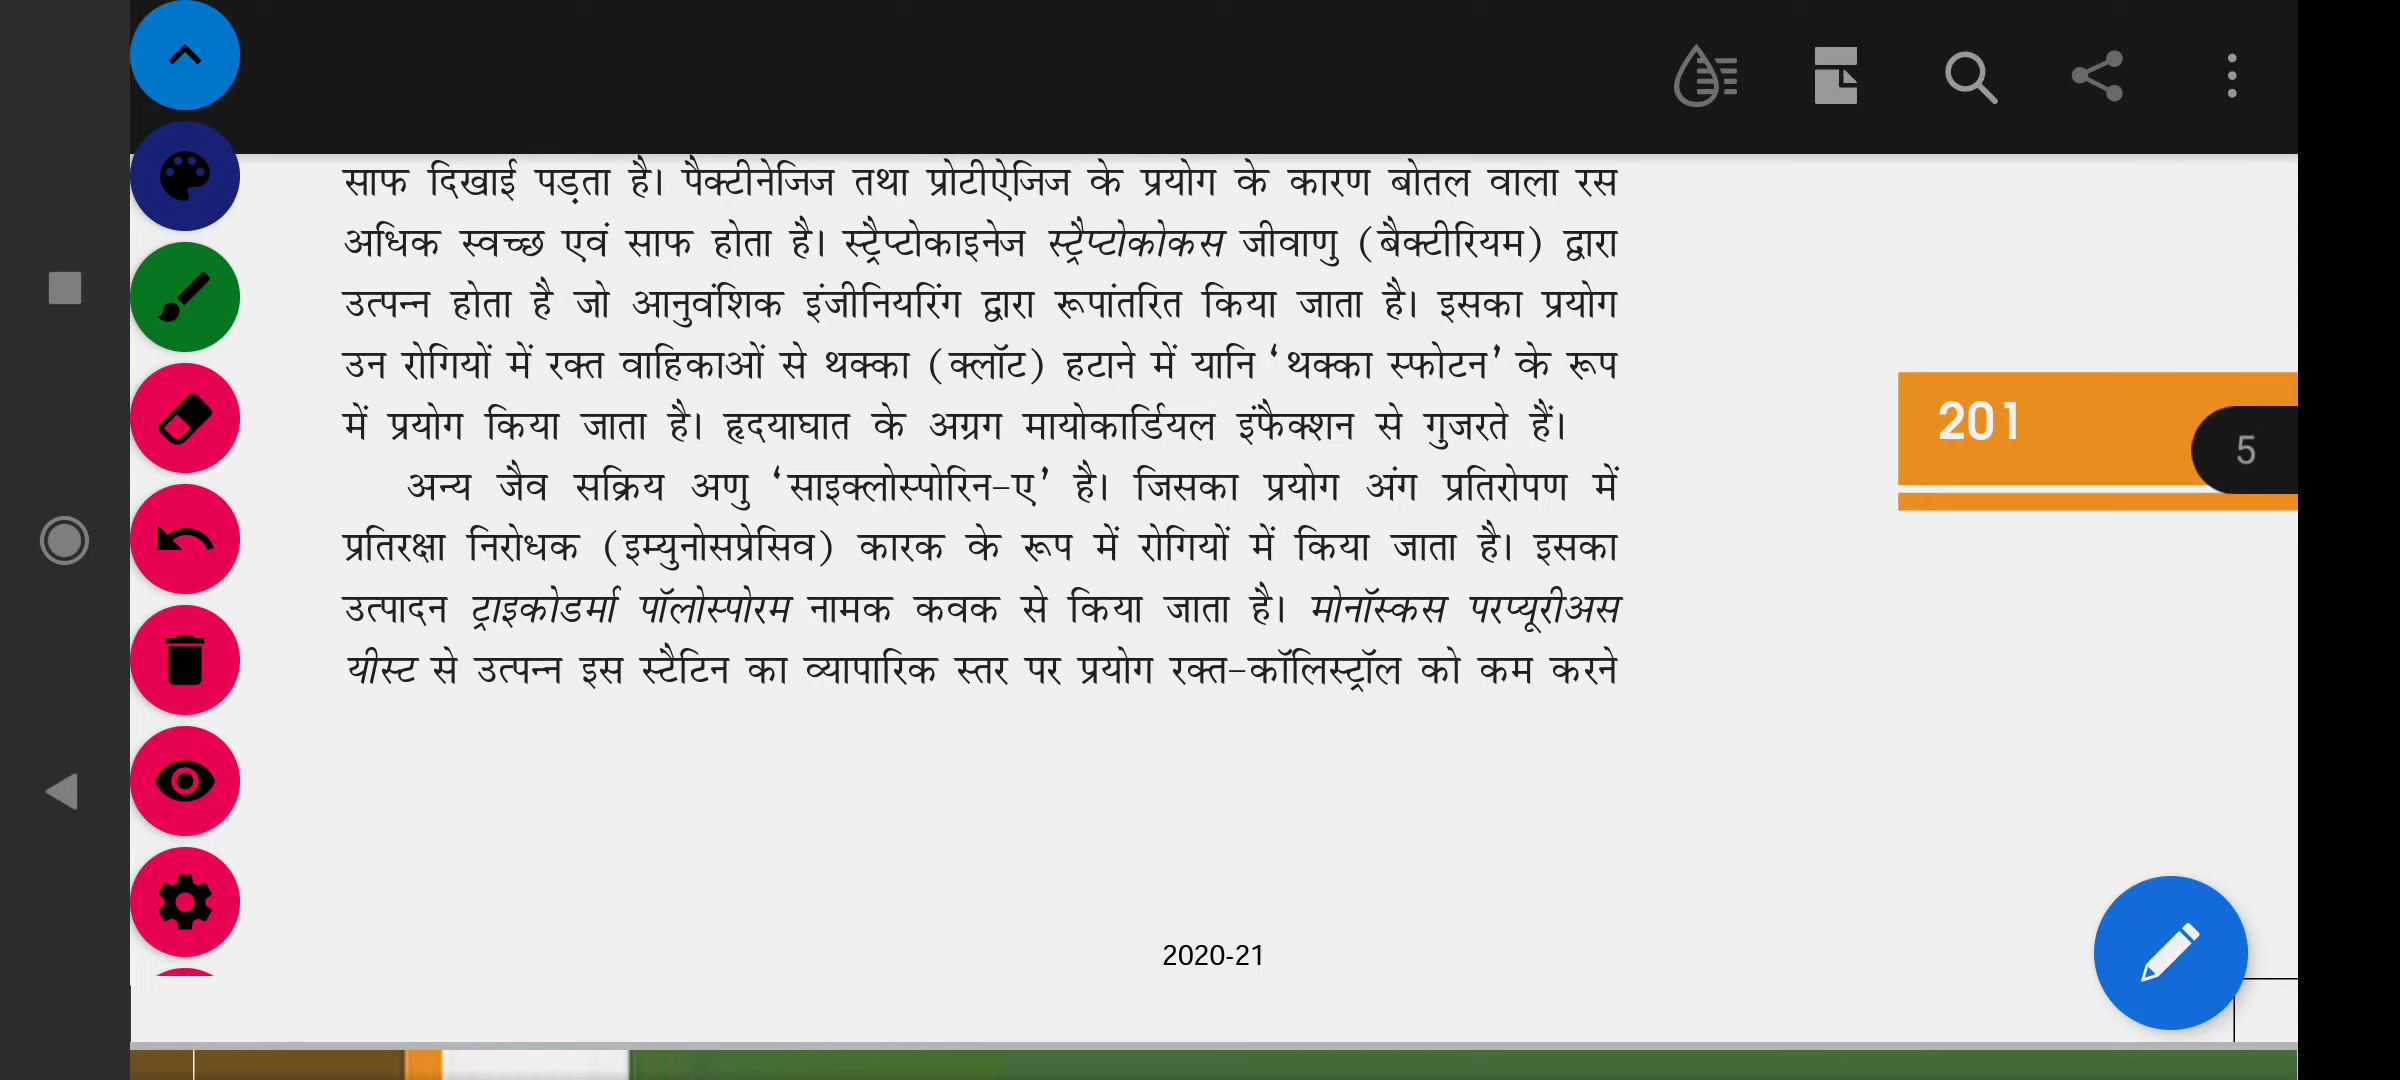 साफ दिखाई पड़ता है। पैक्टीनेजिज तथा प्रोटीऐजिज के प्रयोग के कारण बोतल वाला रस
अधिक स्वच्छ एवं साफ होता है। स्ट्रैप्टोकाइनेज स्ट्रैप्टोकोकस जीवाणु (बैक्टीरियम) द्वारा
उत्पन्न होता है जो आनुवंशिक इंजीनियरिंग द्वारा रूपांतरित किया जाता है। इसका प्रयोग
उन रोगियों में रक्त वाहिकाओं से थक्का (क्लॉट) हटाने में यानि ‘थक्का स्फोटन’ के रूप
में प्रयोग किया जाता है। हृदयाघात के अग्रग मायोकार्डियल इंफैक्शन से गुजरते हैं।
201
5
अन्य जैव सक्रिय अणु ‘साइक्लोस्पोरिन-ए’ है। जिसका प्रयोग अंग प्रतिरोपण में
प्रतिरक्षा निरोधक (इम्युनोसप्रेसिव) कारक के रूप में रोगियों में किया जाता है। इसका
उत्पादन ट्राइकोडर्मा पॉलोस्पोरम नामक कवक से किया जाता है। मोनॉस्कस परप्यूरीअस
यीस्ट से उत्पन्न इस स्टैटिन का व्यापारिक स्तर पर प्रयोग रक्त-कॉलिस्ट्रॉल को कम करने
2020-21